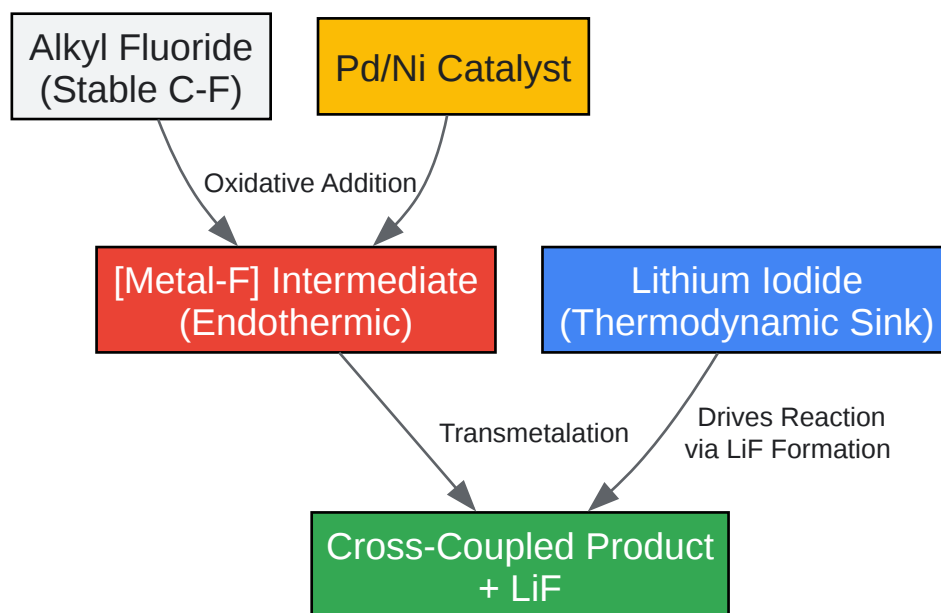 Alkyl Fluoride
(Stable C-F)
Pd/Ni Catalyst
Oxidative Addition
[Metal-F] Intermediate
(Endothermic)
Lithium Iodide
(Thermodynamic Sink)
Transmetalation
Drives Reaction
via LiF Formation
Cross-Coupled Product
+ LiF